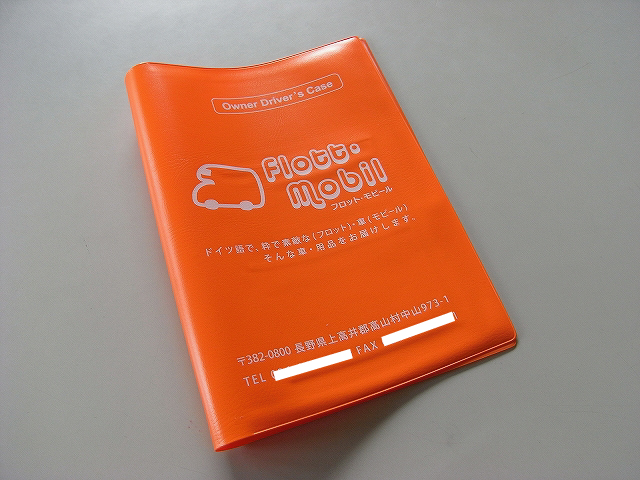 Owner Driver's Case
Flott.
Mobil
フロット・モビール
ドイツ語で、粋で素敵な(フロット)・車(モビール)
そんな車・用品をお届けします。
〒382-0800 長野県上高井郡高山村中山973-1
TEL FAX